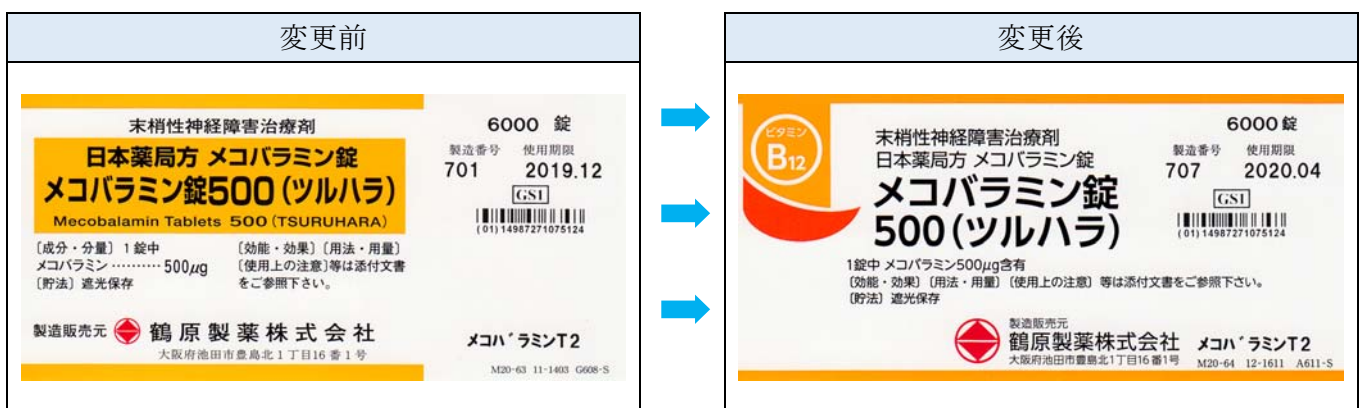 変更前
末梢性神経障害治療剤
日本薬局方 メコバラミン錠
メコバラミン錠500(ツルハラ)
Mecobalamin Tablets 500 (TSURUHARA)
〔成分・分量〕1錠中
メコバラミン ………… 500μg
〔貯法〕遮光保存
〔効能・効果〕〔用法・用量〕
〔使用上の注意〕等は添付文書
をご参照下さい。
製造販売元 鶴原製薬株式会社
大阪府池田市豊島北1丁目16番1号
6000 錠
製造番号 使用期限
701 2019.12
GS1
(01)14987271075124
メコバラミンT2
M20-63 11-1403 G608-S
変更後
ビタミン
B12
末梢性神経障害治療剤
日本薬局方 メコバラミン錠
メコバラミン錠
500(ツルハラ)
1錠中 メコバラミン500μg含有
〔効能・効果〕〔用法・用量〕〔使用上の注意〕等は添付文書をご参照下さい。
〔貯法〕遮光保存
製造販売元
鶴原製薬株式会社
大阪府池田市豊島北1丁目16番1号
6000錠
製造番号 使用期限
707 2020.04
GS1
(01)14987271075124
メコバラミンT2
M20-64 12-1611 A611-S